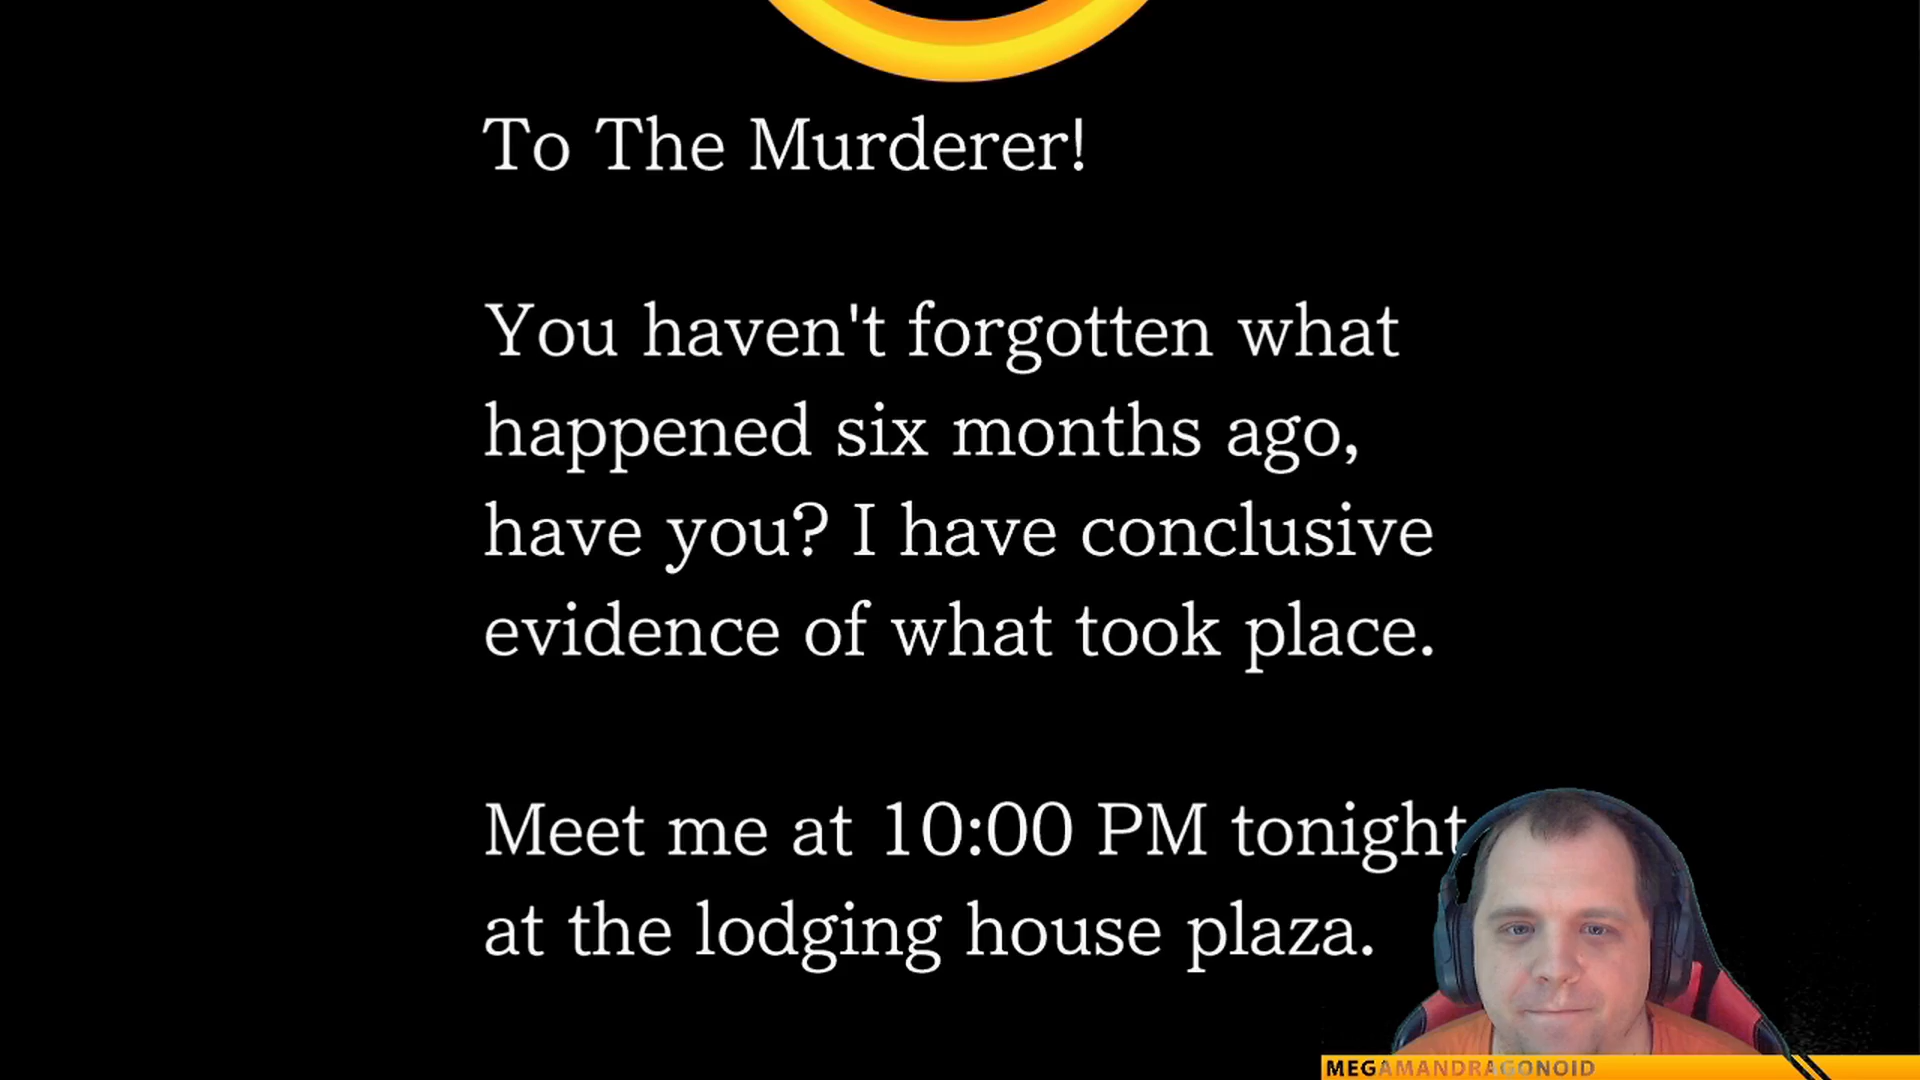 To The Murderer!
You haven't forgotten what
happened six months ago,
have you? I have conclusive
evidence of what took place.
Meet me at 10:00 PM tonight
at the lodging house plaza.
MEGAMANDRAGONOID